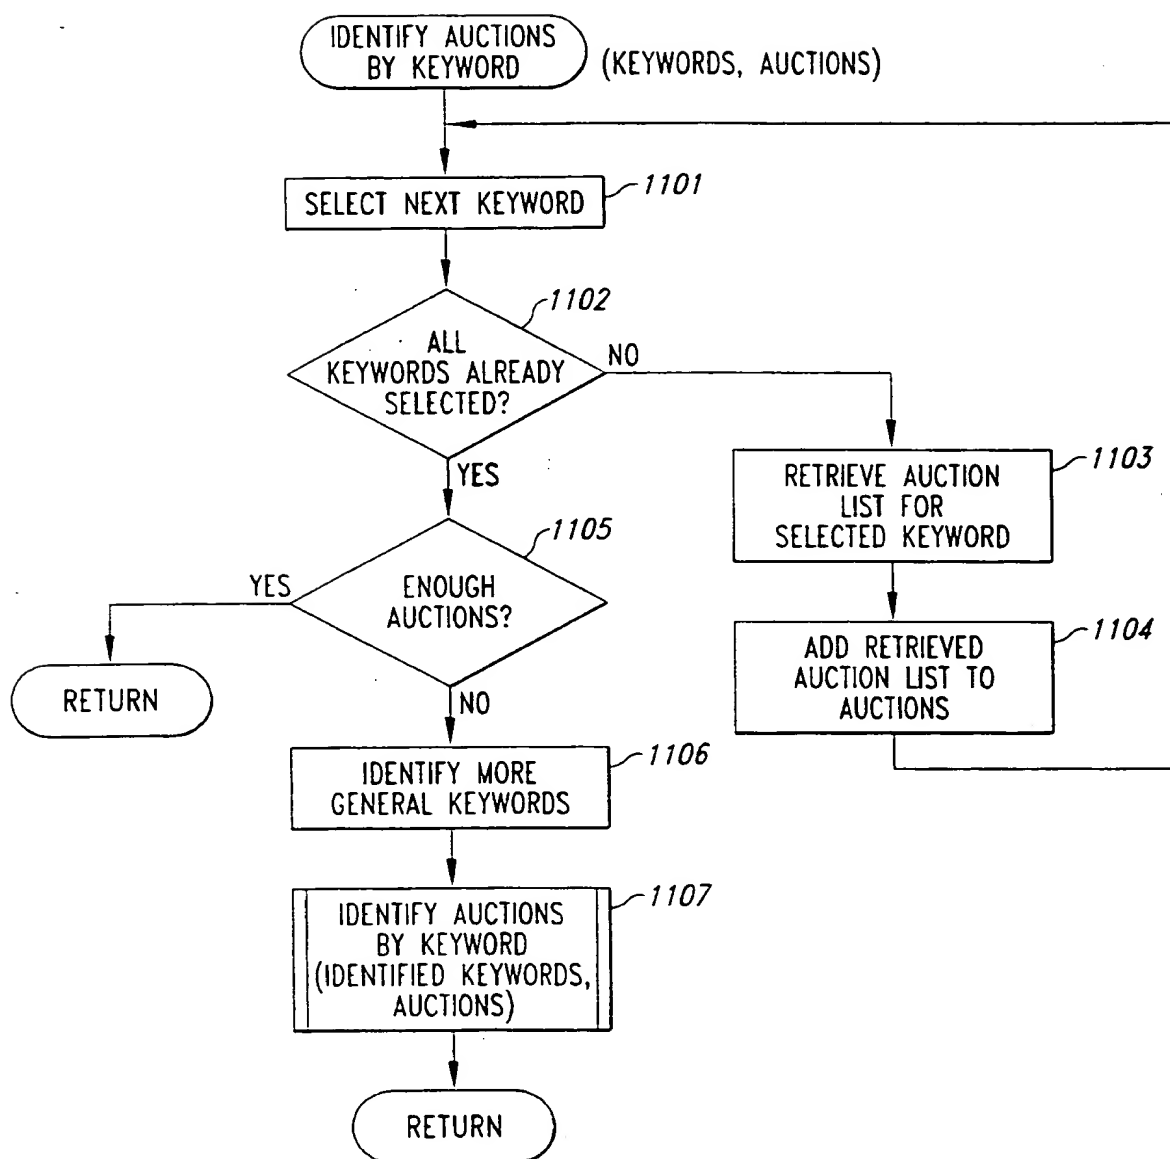 IDENTIFY AUCTIONS
BY KEYWORD
(KEYWORDS, AUCTIONS)
SELECT NEXT KEYWORD
1101
1102
ALL
KEYWORDS ALREADY
SELECTED?
NO
YES
RETRIEVE AUCTION
LIST FOR
SELECTED KEYWORD
1103
ADD RETRIEVED
AUCTION LIST TO
AUCTIONS
1104
1105
ENOUGH
AUCTIONS?
YES
RETURN
NO
IDENTIFY MORE
GENERAL KEYWORDS
1106
IDENTIFY AUCTIONS
BY KEYWORD
(IDENTIFIED KEYWORDS,
AUCTIONS)
1107
RETURN